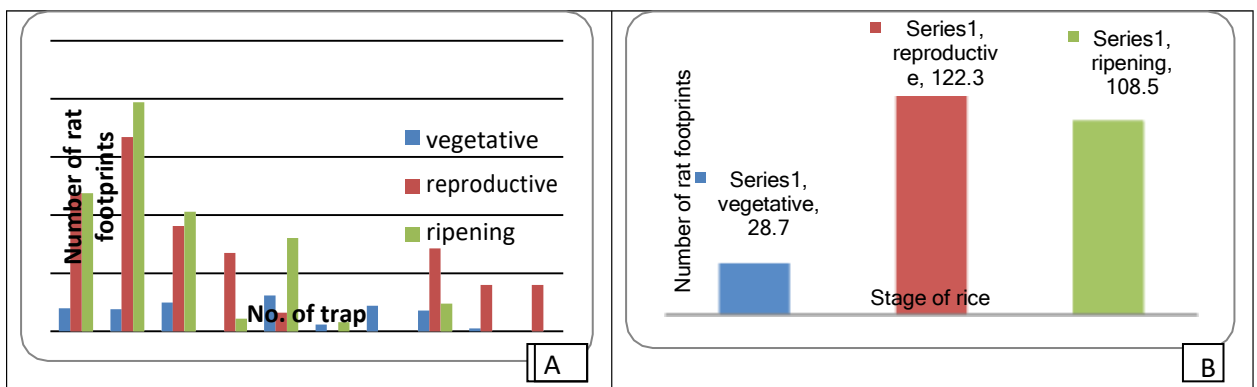 Number of rat
footprints
vegetative
reproductive
ripening
No. of trap
A
Number of rat footprints
Series1,
vegetative,
28.7
Series1,
reproductiv
e, 122.3
Series1,
ripening,
108.5
Stage of rice
B